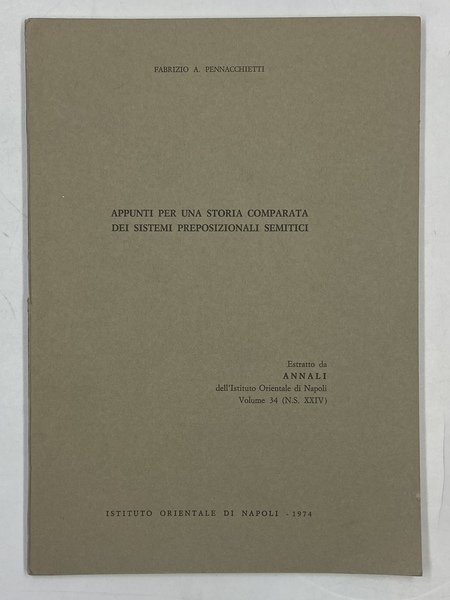 FABRIZIO A. PENNACCHIETTI
APPUNTI PER UNA STORIA COMPARATA
DEI SISTEMI PREPOSIZIONALI SEMITICI
Estratto da
ANNALI
dell'Istituto Orientale di Napoli
Volume 34 (N.S. XXIV)
ISTITUTO ORIENTALE DI NAPOLI - 1974